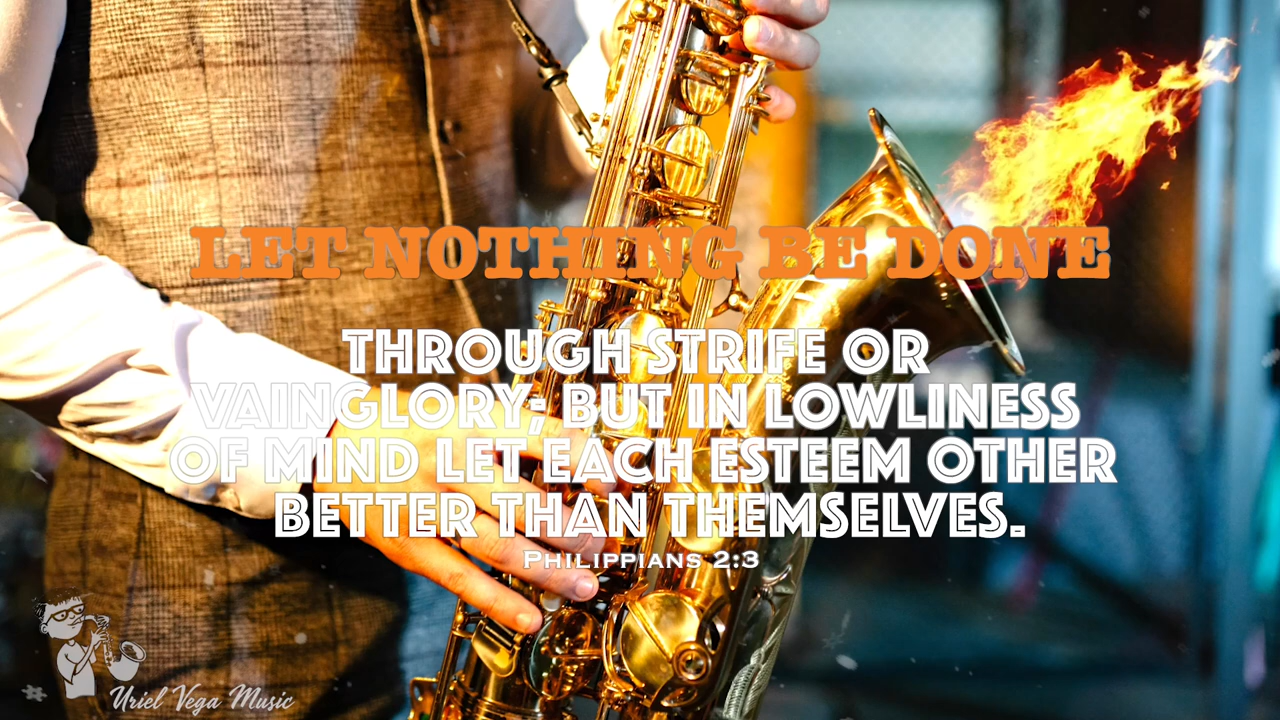 LET NOTHING BE DONE
THROUGH STRIFE OR
VAINGLORY; BUT IN LOWLINESS
OF MIND LET EACH ESTEEM OTHER
BETTER THAN THEMSELVES.
PHILIPPIANS 2:3
Uriel Vega Music